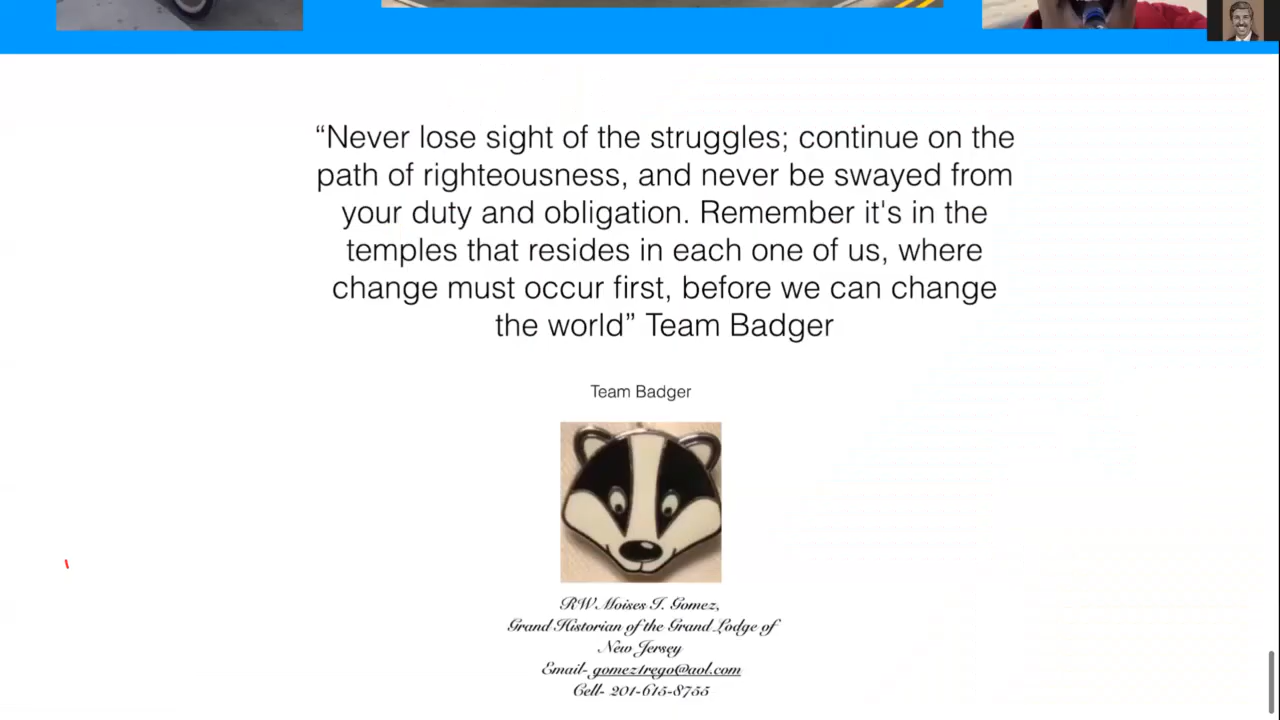 “Never lose sight of the struggles; continue on the
path of righteousness, and never be swayed from
your duty and obligation. Remember it's in the
temples that resides in each one of us, where
change must occur first, before we can change
the world” Team Badger
Team Badger
RW Moises I. Gomez,
Grand Historian of the Grand Lodge of
New Jersey
Email- gomez1rego@aol.com
Cell- 201-615-8755